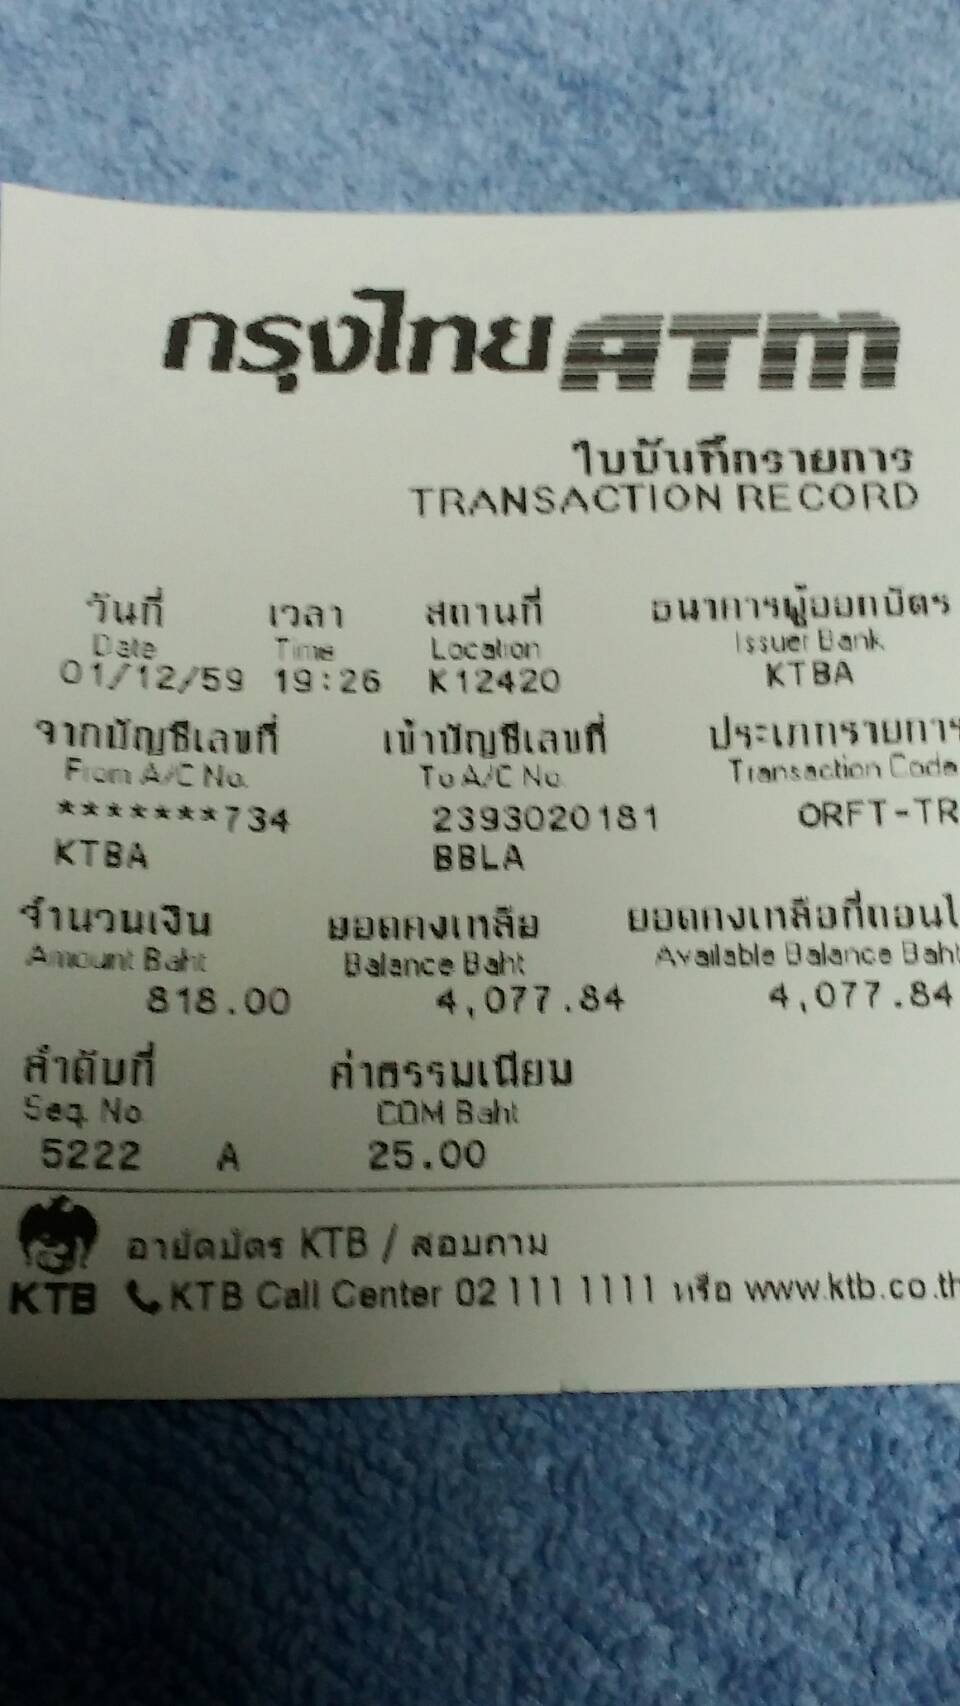 กรุงไทย ATM
ใบบันทึกรายการ
TRANSACTION RECORD
วันที่ เวลา สถานที่ ธนาคารผู้ออกบัตร
Date Time Location Issuer Bank
01/12/59 19:26 K12420 KTBA
จากบัญชีเลขที่ เข้าบัญชีเลขที่ ประเภทรายการ
From A/C No. To A/C No. Transaction Code
*******734 2393020181 ORFT-TR
KTBA BBLA
จำนวนเงิน ยอดคงเหลือ ยอดคงเหลือที่ถอนไ
Amount Baht Balance Baht Available Balance Baht
818.00 4,077.84 4,077.84
ลำดับที่ ค่าธรรมเนียม
Seq. No. COM Baht
5222 A 25.00
อายัดบัตร KTB / สอบถาม
KTB KTB Call Center 02 111 1111 หรือ www.ktb.co.th